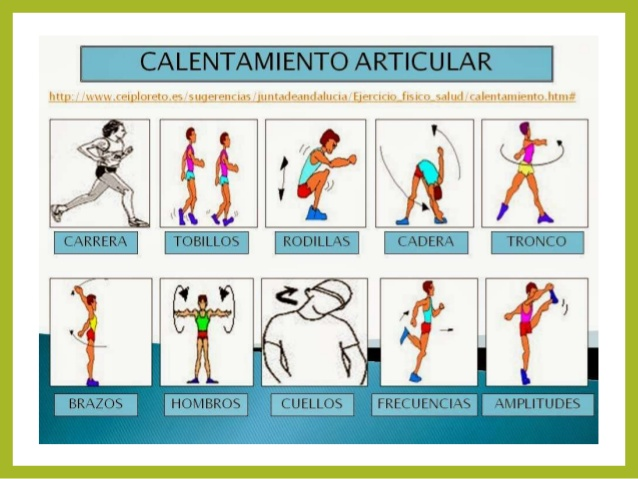 CALENTAMIENTO ARTICULAR
http://www.ceiploreto.es/sugerencias/juntadeandalucia/Ejercicio_fisico_salud/calentamiento.htm#
CARRERA
TOBILLOS
RODILLAS
CADERA
TRONCO
BRAZOS
HOMBROS
CUELLOS
FRECUENCIAS
AMPLITUDES